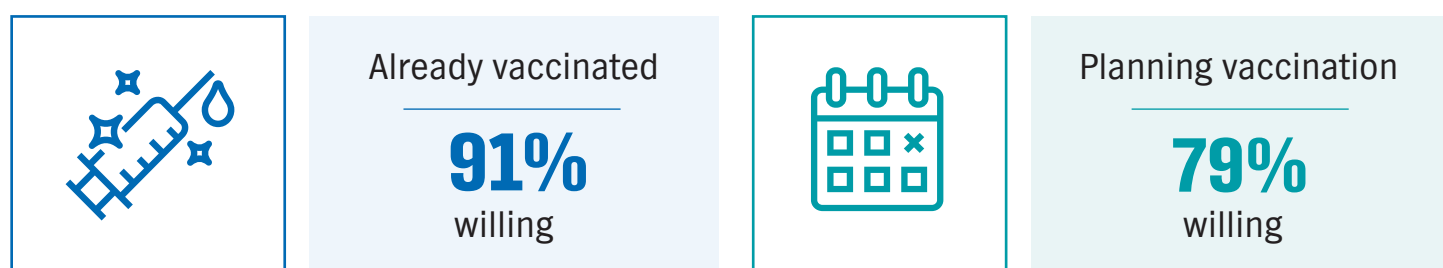 Already vaccinated
91%
willing
Planning vaccination
79%
willing